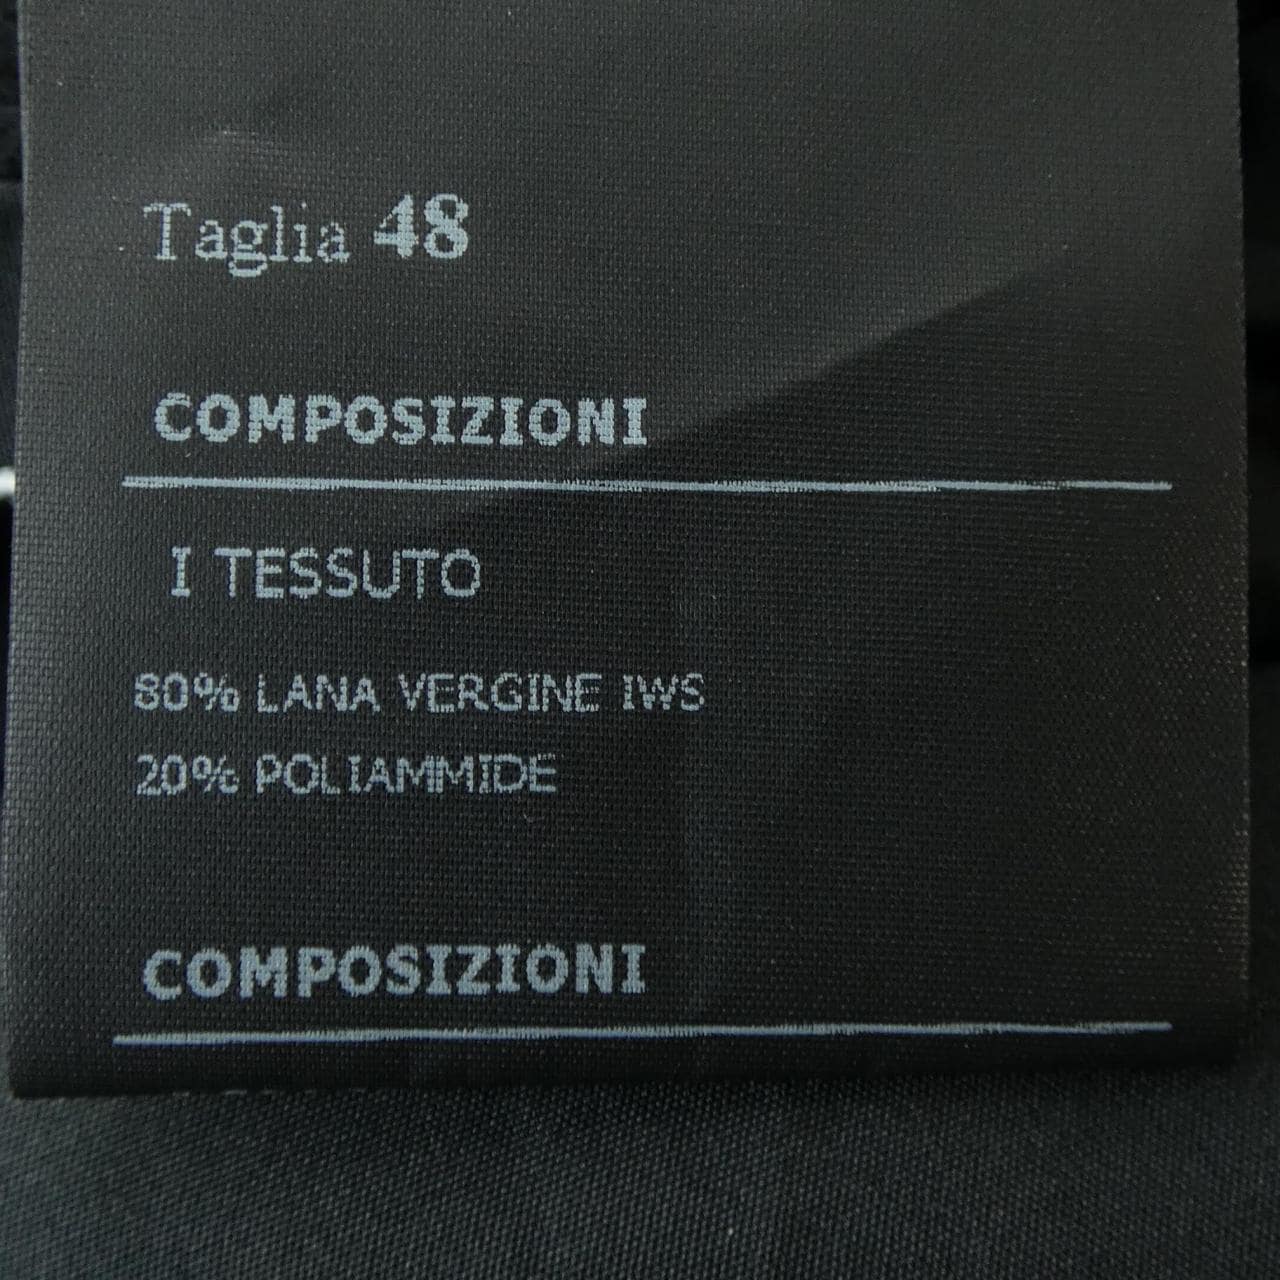 Taglia 48
COMPOSIZIONI
I TESSUTO
80% LANA VERGINE IWS
20% POLIAMMIDE
COMPOSIZIONI